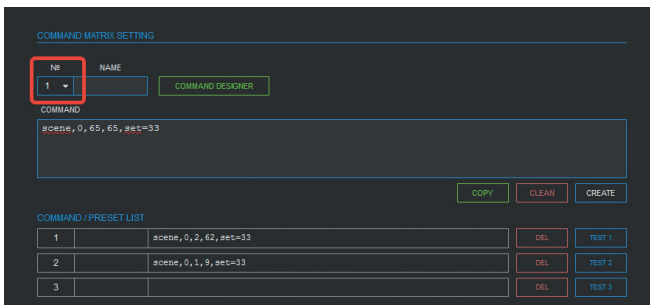 COMMAND MATRIX SETTING
№ NAME
1 COMMAND DESIGNER
COMMAND
scene,0,65,65,set=33
COPY CLEAN CREATE
COMMAND / PRESET LIST
1 scene,0,2,62,set=33 DEL TEST 1
2 scene,0,1,9,set=33 DEL TEST 2
3 DEL TEST 3